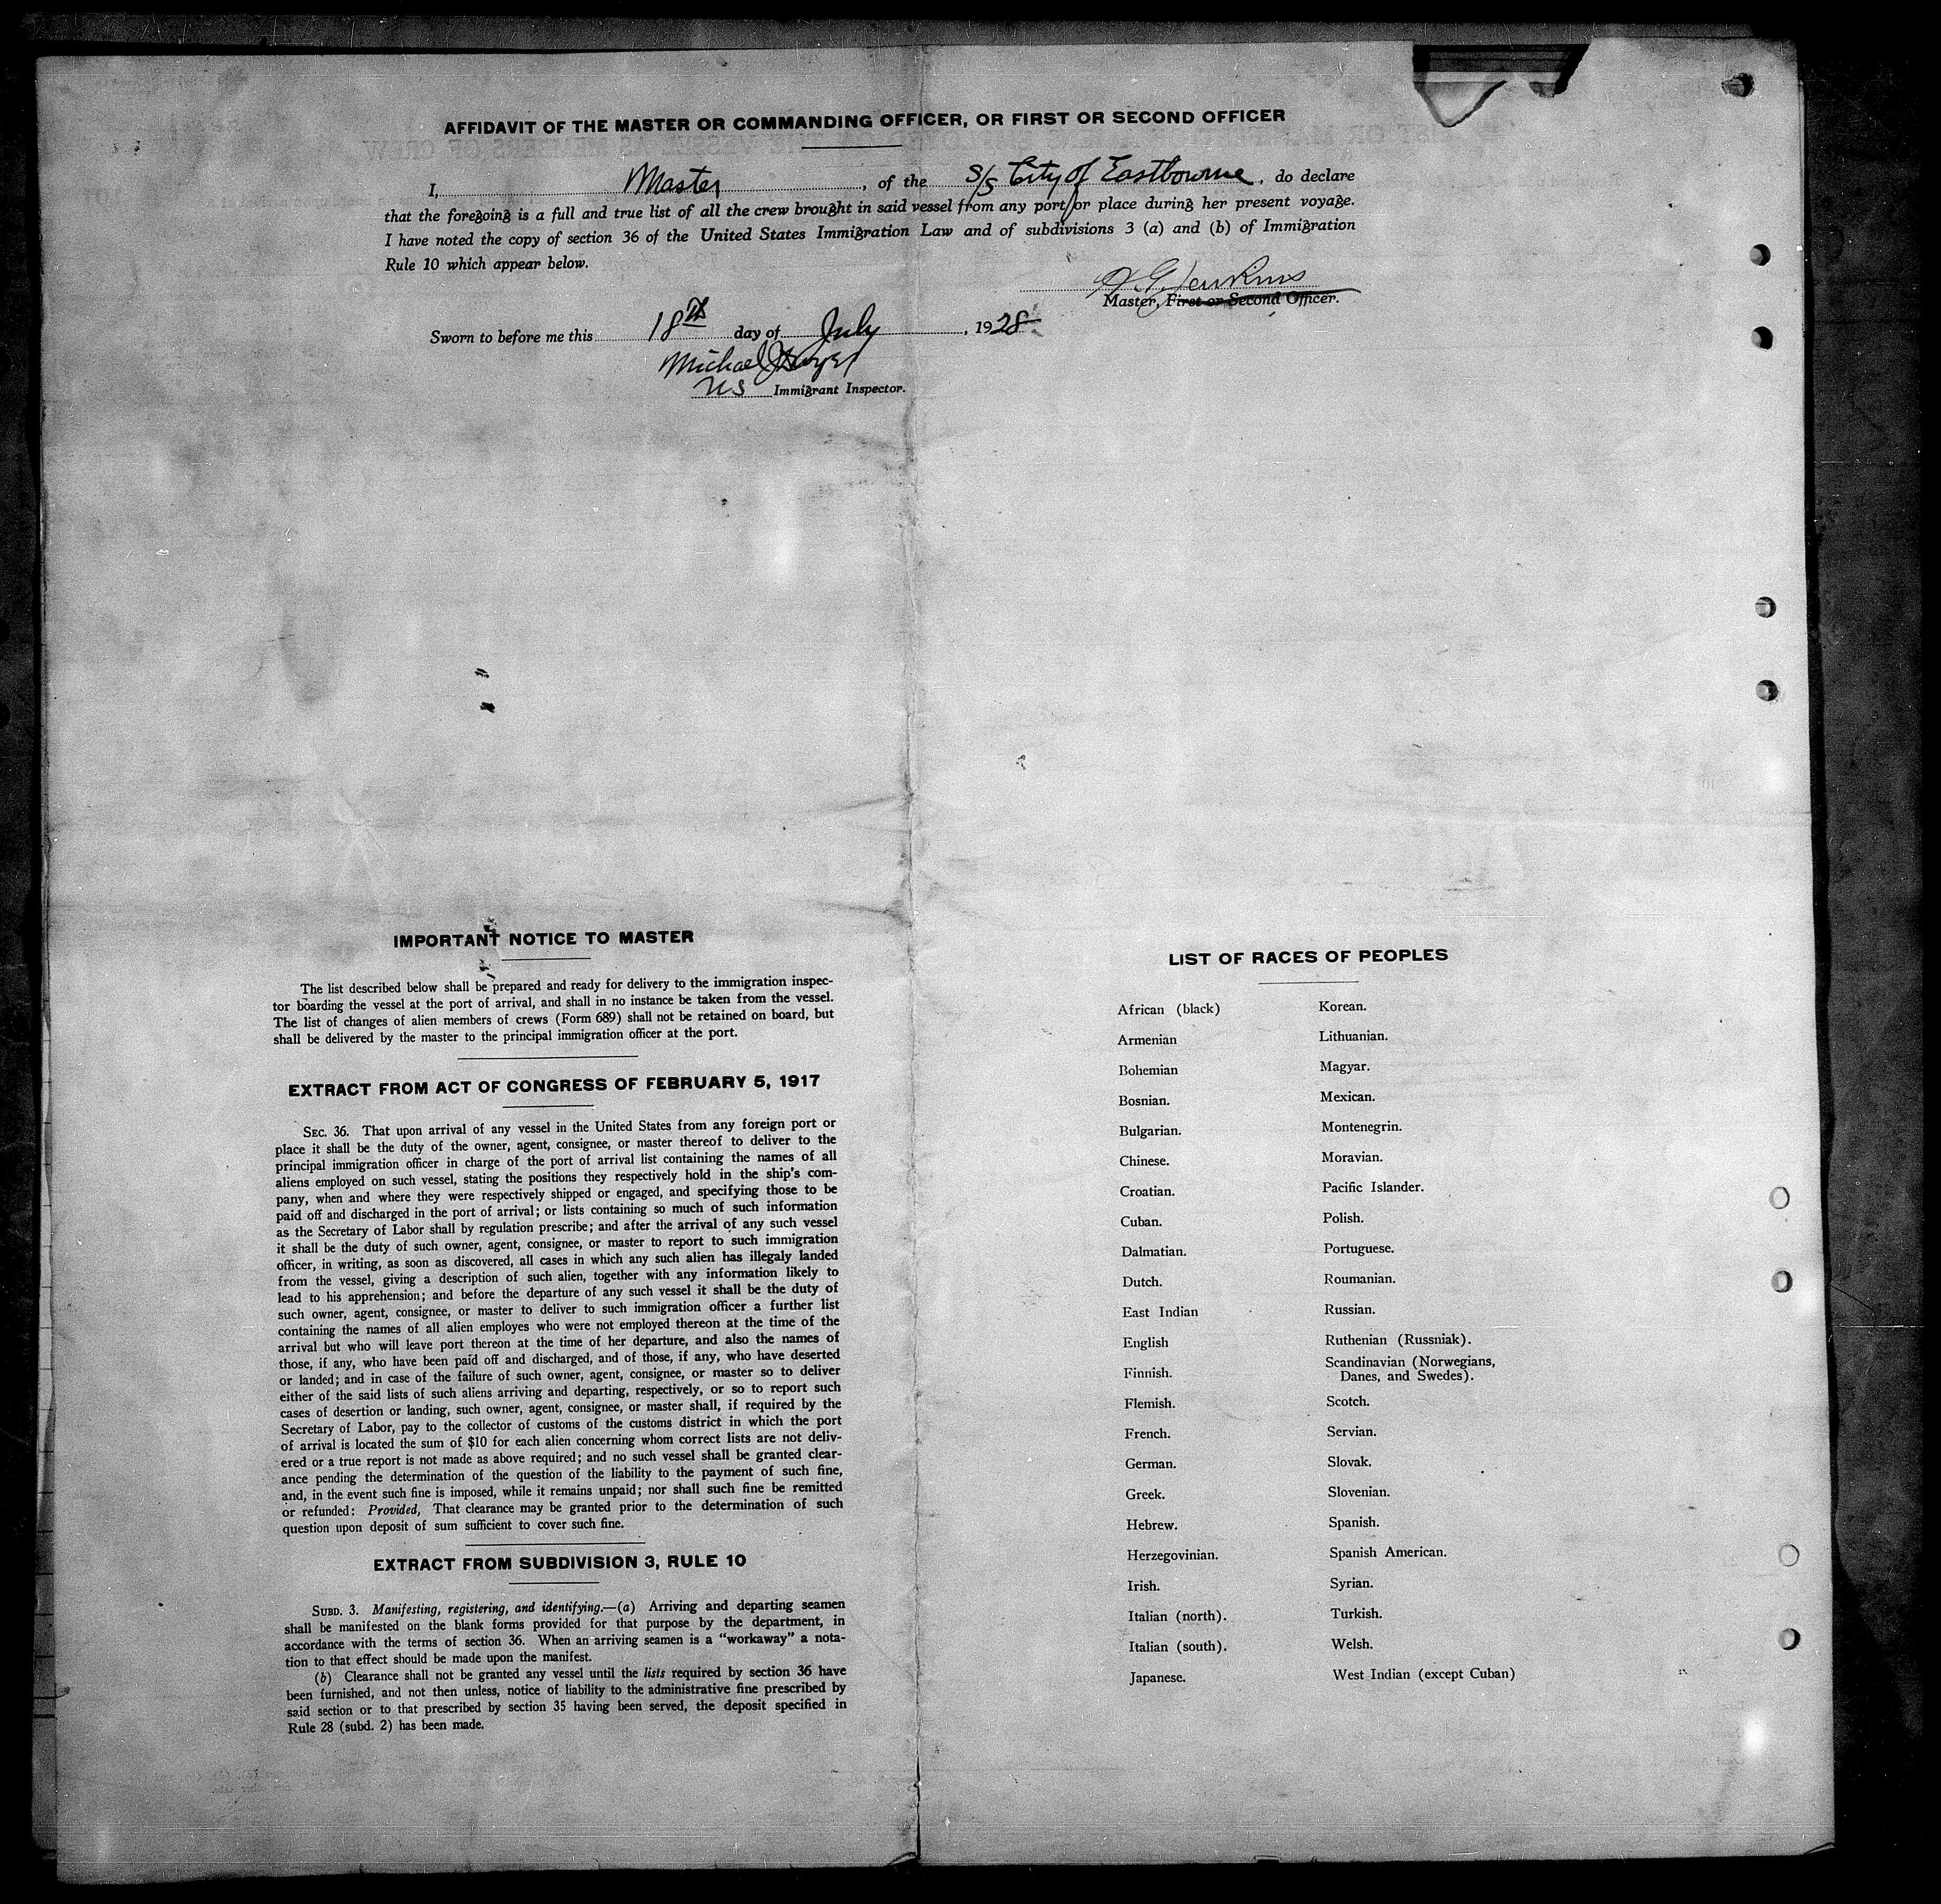 AFFIDAVIT OF THE MASTER OR COMMANDING OFFICER, OR FIRST OR SECOND OFFICER
I, Master, of the S/S City of Eastbourne, do declare
that the foregoing is a full and true list of all the crew brought in said vessel from any port or place during her present voyage.
I have noted the copy of section 36 of the United States Immigration Law and of subdivisions 3 (a) and (b) of Immigration
Rule 10 which appear below.
Jenkins
Master, First or Second Officer.
Sworn to before me this 18th day of July, 1928
Michael J
US Immigrant Inspector.
IMPORTANT NOTICE TO MASTER
The list described below shall be prepared and ready for delivery to the immigration inspec-
tor boarding the vessel at the port of arrival, and shall in no instance be taken from the vessel.
The list of changes of alien members of crews (Form 689) shall not be retained on board, but
shall be delivered by the master to the principal immigration officer at the port.
EXTRACT FROM ACT OF CONGRESS OF FEBRUARY 5, 1917
SEC. 36. That upon arrival of any vessel in the United States from any foreign port or
place it shall be the duty of the owner, agent, consignee, or master thereof to deliver to the
principal immigration officer in charge of the port of arrival list containing the names of all
aliens employed on such vessel, stating the positions they respectively hold in the ship's com-
pany, when and where they were respectively shipped or engaged, and specifying those to be
paid off and discharged in the port of arrival; or lists containing so much of such information
as the Secretary of Labor shall by regulation prescribe; and after the arrival of any such vessel
it shall be the duty of such owner, agent, consignee, or master to report to such immigration
officer, in writing, as soon as discovered, all cases in which any such alien has illegaly landed
from the vessel, giving a description of such alien, together with any information likely to
lead to his apprehension; and before the departure of any such vessel it shall be the duty of
such owner, agent, consignee, or master to deliver to such immigration officer a further list
containing the names of all alien employes who were not employed thereon at the time of the
arrival but who will leave port thereon at the time of her departure, and also the names of
those, if any, who have been paid off and discharged, and of those, if any, who have deserted
or landed; and in case of the failure of such owner, agent, consignee, or master so to deliver
either of the said lists of such aliens arriving and departing, respectively, or so to report such
cases of desertion or landing, such owner, agent, consignee, or master shall, if required by the
Secretary of Labor, pay to the collector of customs of the customs district in which the port
of arrival is located the sum of $10 for each alien concerning whom correct lists are not deliv-
ered or a true report is not made as above required; and no such vessel shall be granted clear-
ance pending the determination of the question of the liability to the payment of such fine,
and, in the event such fine is imposed, while it remains unpaid; nor shall such fine be remitted
or refunded: Provided, That clearance may be granted prior to the determination of such
question upon deposit of sum sufficient to cover such fine.
EXTRACT FROM SUBDIVISION 3, RULE 10
SUBD. 3. Manifesting, registering, and identifying.—(a) Arriving and departing seamen
shall be manifested on the blank forms provided for that purpose by the department, in
accordance with the terms of section 36. When an arriving seamen is a "workaway" a nota-
tion to that effect should be made upon the manifest.
(b) Clearance shall not be granted any vessel until the lists required by section 36 have
been furnished, and not then unless, notice of liability to the administrative fine prescribed by
said section or to that prescribed by section 35 having been served, the deposit specified in
Rule 28 (subd. 2) has been made.
LIST OF RACES OF PEOPLES
African (black)
Armenian
Bohemian
Bosnian.
Bulgarian.
Chinese.
Croatian.
Cuban.
Dalmatian.
Dutch.
East Indian
English
Finnish.
Flemish.
French.
German.
Greek.
Hebrew.
Herzegovinian.
Irish.
Italian (north).
Italian (south).
Japanese.
Korean.
Lithuanian.
Magyar.
Mexican.
Montenegrin.
Moravian.
Pacific Islander.
Polish.
Portuguese.
Roumanian.
Russian.
Ruthenian (Russniak).
Scandinavian (Norwegians,
Danes, and Swedes).
Scotch.
Servian.
Slovak.
Slovenian.
Spanish.
Spanish American.
Syrian.
Turkish.
Welsh.
West Indian (except Cuban)